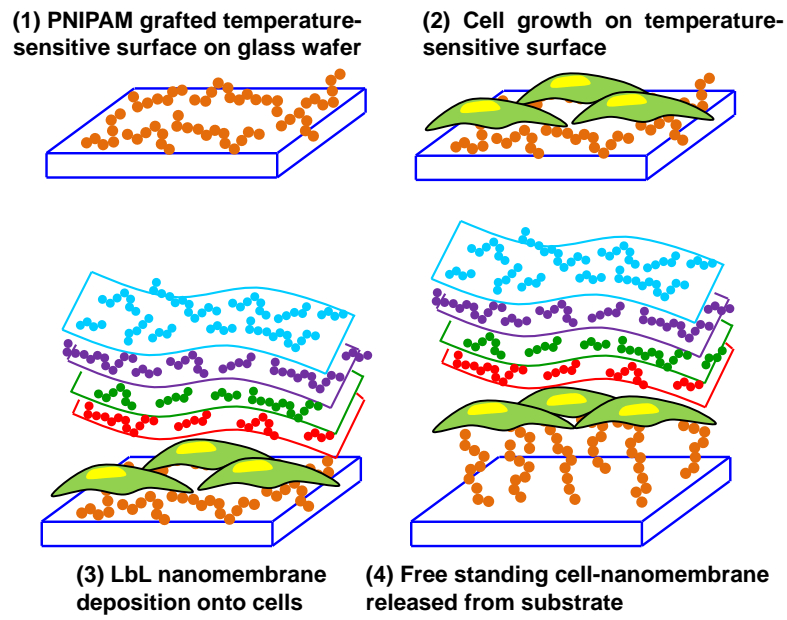 (1) PNIPAM grafted temperature-
sensitive surface on glass wafer
(2) Cell growth on temperature-
sensitive surface
(3) LbL nanomembrane
deposition onto cells
(4) Free standing cell-nanomembrane
released from substrate